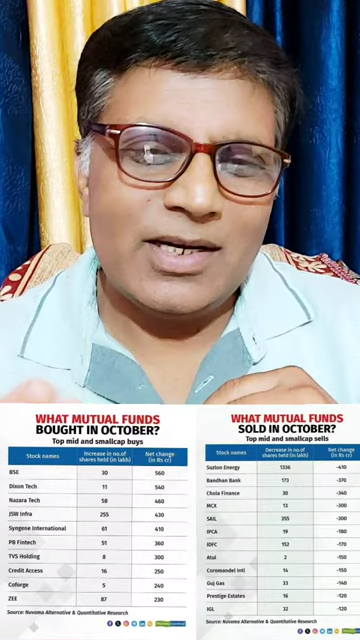 WHAT MUTUAL FUNDS
BOUGHT IN OCTOBER?
Top mid and smallcap buys
Stock names Increase in no.of shares held (in lakh) Net change (in Rs cr)
BSE 30 560
Dixon Tech 11 540
Nazara Tech 58 460
JSW Infra 255 430
Syngene International 61 410
PB Fintech 51 360
TVS Holding 8 300
Credit Access 16 250
Coforge 5 240
ZEE 87 230
Source: Nuvama Alternative & Quantitative Research
WHAT MUTUAL FUNDS
SOLD IN OCTOBER?
Top mid and smallcap sells
Stock names Decrease in no.of shares held (in lakh) Net change (in Rs cr)
Suzlon Energy 1336 -410
Bandhan Bank 173 -370
Chola Finance 30 -340
MCX 13 -300
SAIL 355 -300
IPCA 19 -180
IDFC 152 -170
Atul 2 -150
Coromandel Intl 14 -150
Guj Gas 33 -140
Prestige Estates 16 -120
IGL 32 -120
Source: Nuvama Alternative & Quantitative Research